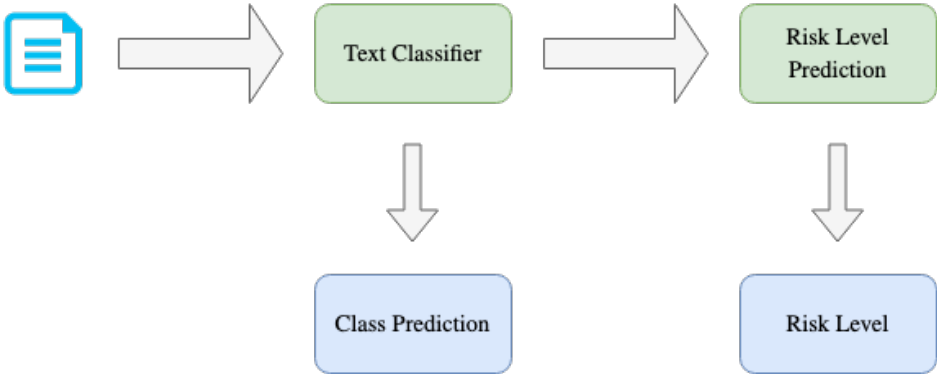 Text Classifier
Risk Level
Prediction
Class Prediction
Risk Level